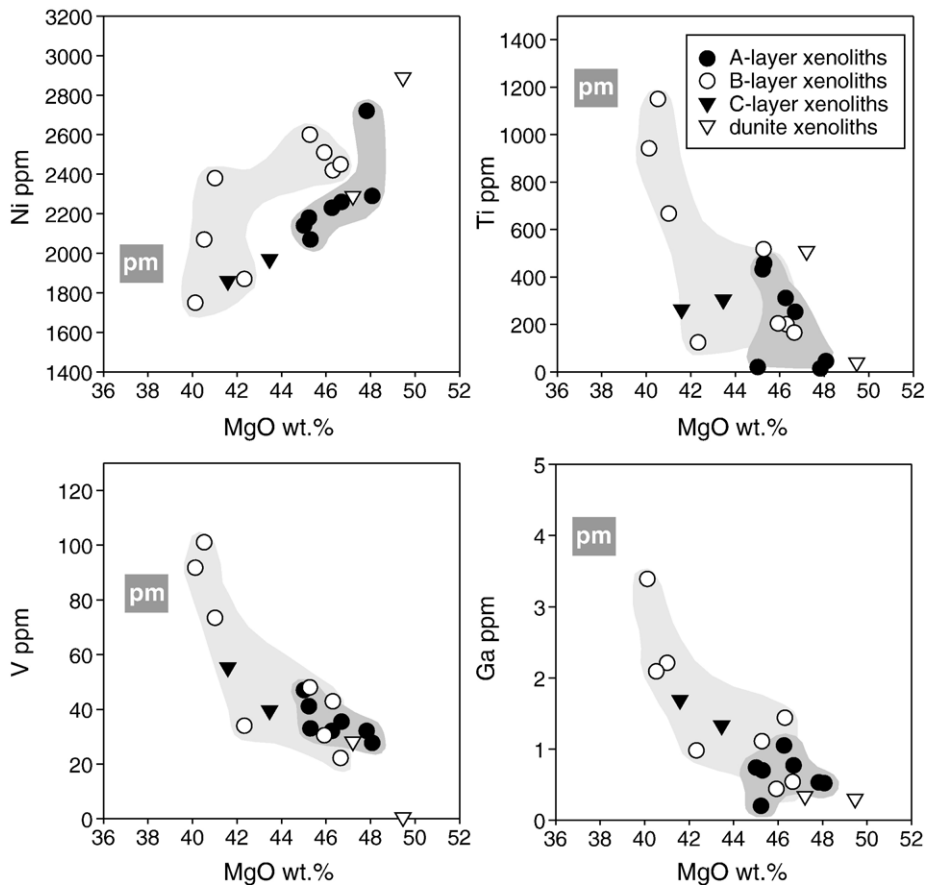 3200
3000
2800
2600
2400
2200
2000
1800
1600
1400
Ni ppm
pm
36 38 40 42 44 46 48 50 52
MgO wt.%
1400
1200
1000
800
600
400
200
0
Ti ppm
pm
A-layer xenoliths
B-layer xenoliths
C-layer xenoliths
dunite xenoliths
36 38 40 42 44 46 48 50 52
MgO wt.%
120
100
80
60
40
20
0
V ppm
pm
36 38 40 42 44 46 48 50 52
MgO wt.%
5
4
3
2
1
0
Ga ppm
pm
36 38 40 42 44 46 48 50 52
MgO wt.%